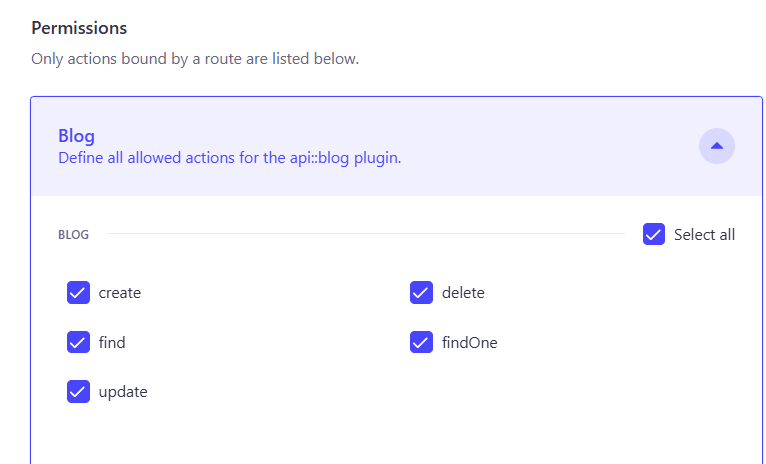 Permissions
Only actions bound by a route are listed below.
Blog
Define all allowed actions for the api::blog plugin.
BLOG
Select all
create
delete
find
findOne
update